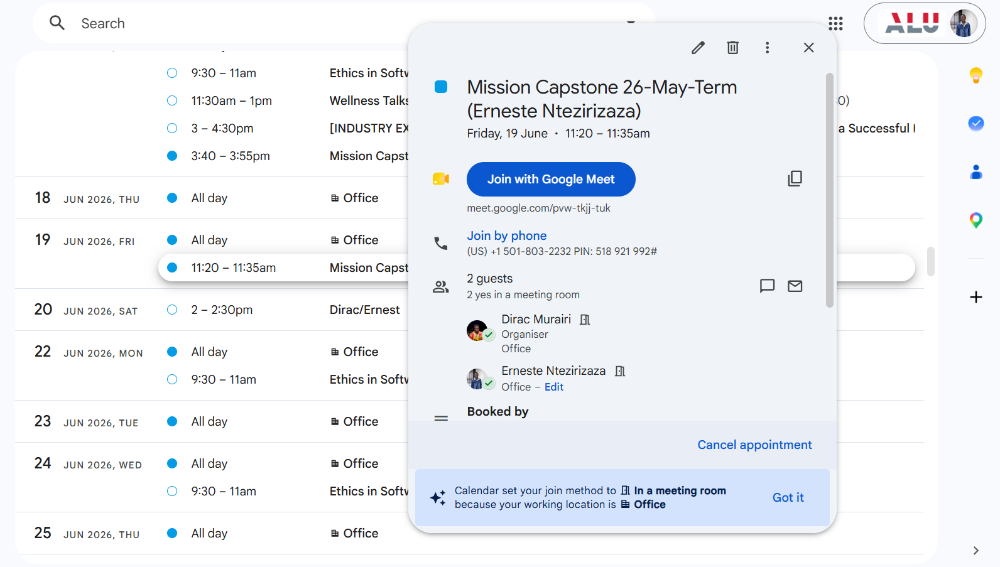 Search
ALU
9:30 – 11am Ethics in Softw
11:30am – 1pm Wellness Talks
3 – 4:30pm [INDUSTRY EX a Successful
3:40 – 3:55pm Mission Capst
18 JUN 2026, THU All day Office
19 JUN 2026, FRI All day Office
11:20 – 11:35am Mission Capst
20 JUN 2026, SAT 2 – 2:30pm Dirac/Ernest
22 JUN 2026, MON All day Office
9:30 – 11am Ethics in Softw
23 JUN 2026, TUE All day Office
24 JUN 2026, WED All day Office
9:30 – 11am Ethics in Softw
25 JUN 2026, THU All day Office
Mission Capstone 26-May-Term
(Erneste Ntezirizaza)
Friday, 19 June · 11:20 – 11:35am
Join with Google Meet
meet.google.com/pvw-tkjj-tuk
Join by phone
(US) +1 501-803-2232 PIN: 518 921 992#
2 guests
2 yes in a meeting room
Dirac Murairi
Organiser
Office
Erneste Ntezirizaza
Office – Edit
Booked by
Cancel appointment
Calendar set your join method to In a meeting room
because your working location is Office
Got it